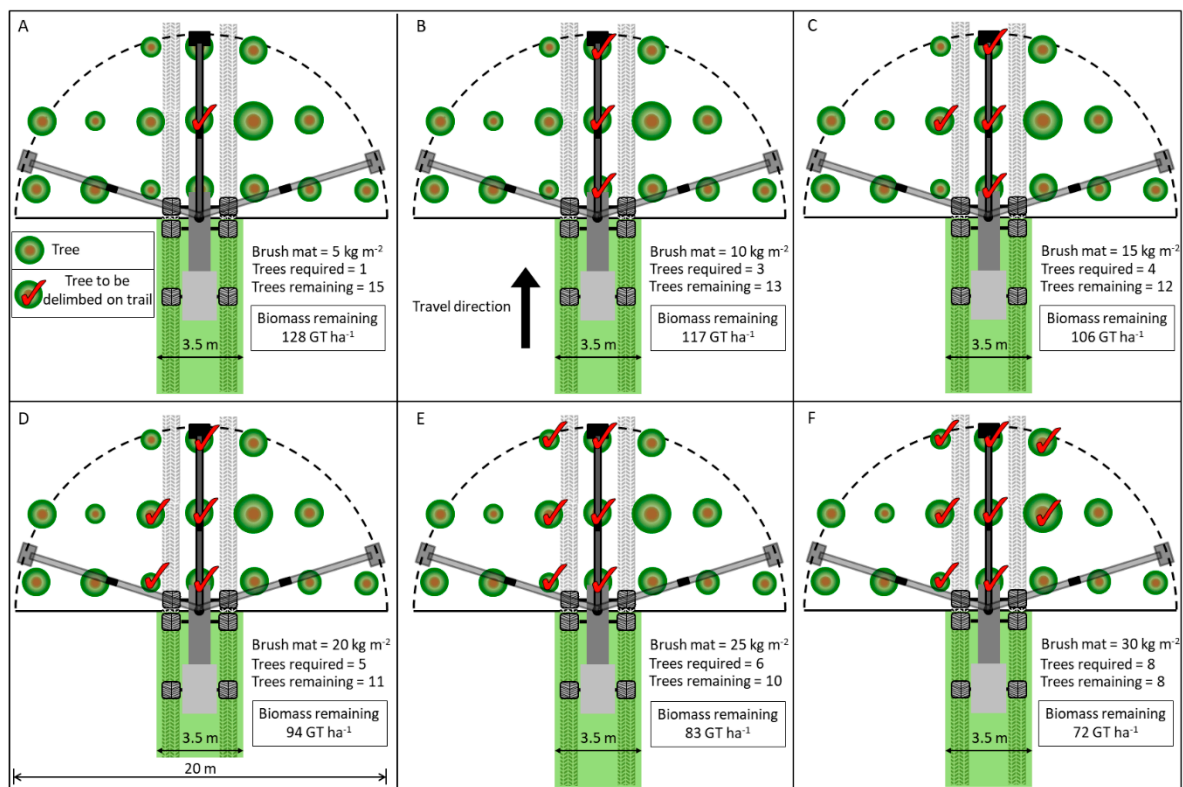 A
Tree
Tree to be
delimbed on trail
Brush mat = 5 kg m⁻²
Trees required = 1
Trees remaining = 15
Biomass remaining
128 GT ha⁻¹
3.5 m
B
Travel direction
Brush mat = 10 kg m⁻²
Trees required = 3
Trees remaining = 13
Biomass remaining
117 GT ha⁻¹
3.5 m
C
Brush mat = 15 kg m⁻²
Trees required = 4
Trees remaining = 12
Biomass remaining
106 GT ha⁻¹
3.5 m
D
Brush mat = 20 kg m⁻²
Trees required = 5
Trees remaining = 11
Biomass remaining
94 GT ha⁻¹
3.5 m
20 m
E
Brush mat = 25 kg m⁻²
Trees required = 6
Trees remaining = 10
Biomass remaining
83 GT ha⁻¹
3.5 m
F
Brush mat = 30 kg m⁻²
Trees required = 8
Trees remaining = 8
Biomass remaining
72 GT ha⁻¹
3.5 m